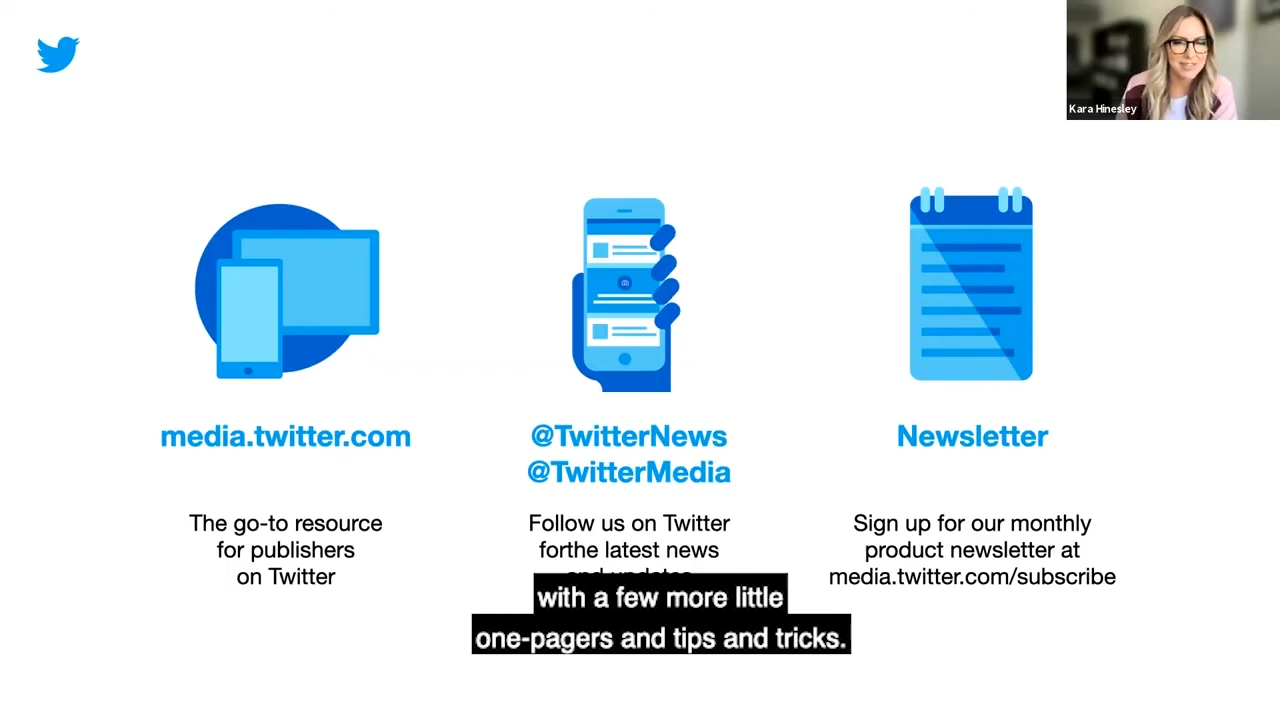 Kara Hinesley
media.twitter.com
The go-to resource
for publishers
on Twitter
@TwitterNews
@TwitterMedia
Follow us on Twitter
forthe latest news
and updates
Newsletter
Sign up for our monthly
product newsletter at
media.twitter.com/subscribe
with a few more little
one-pagers and tips and tricks.